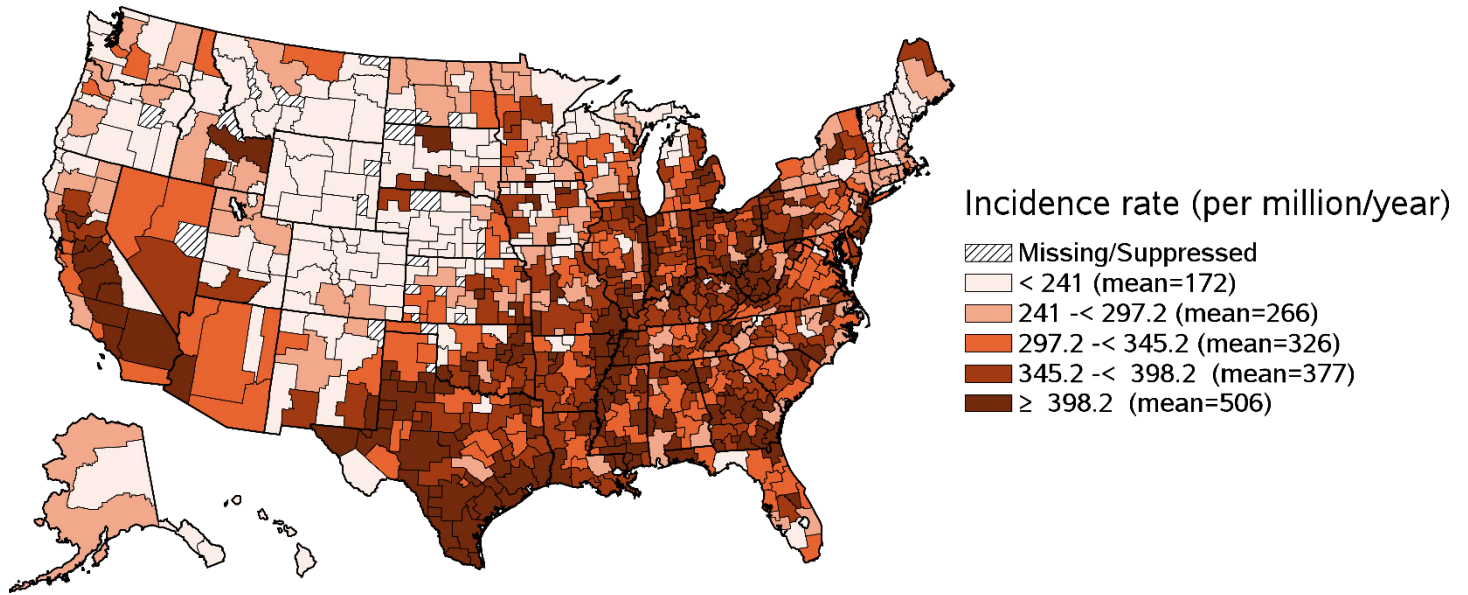 Incidence rate (per million/year)
Missing/Suppressed
< 241 (mean=172)
241 -< 297.2 (mean=266)
297.2 -< 345.2 (mean=326)
345.2 -< 398.2 (mean=377)
≥ 398.2 (mean=506)